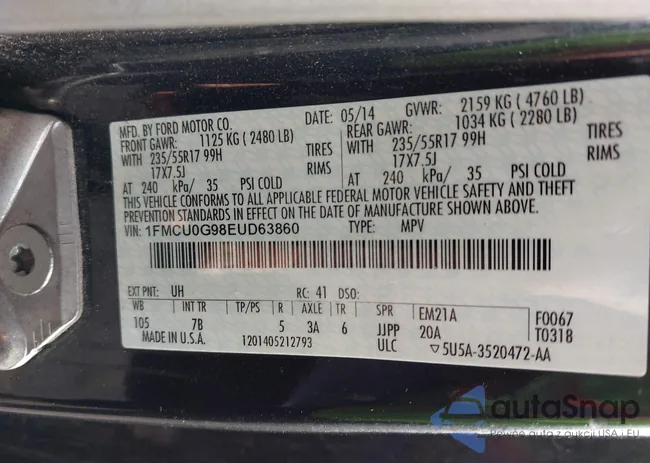 MFD. BY FORD MOTOR CO.
DATE: 05/14 GVWR: 2159 KG ( 4760 LB)
FRONT GAWR: 1125 KG ( 2480 LB) REAR GAWR: 1034 KG ( 2280 LB)
WITH 235/55R17 99H TIRES WITH 235/55R17 99H TIRES
17X7.5J RIMS 17X7.5J RIMS
AT 240 kPa/ 35 PSI COLD AT 240 kPa/ 35 PSI COLD
THIS VEHICLE CONFORMS TO ALL APPLICABLE FEDERAL MOTOR VEHICLE SAFETY AND THEFT
PREVENTION STANDARDS IN EFFECT ON THE DATE OF MANUFACTURE SHOWN ABOVE.
VIN: 1FMCU0G98EUD63860 TYPE: MPV
EXT PNT: UH RC: 41 DSO:
WB INT TR TP/PS R AXLE TR SPR EM21A F0067
105 7B 5 3A 6 JJPP 20A T0318
MADE IN U.S.A. 1201405212793 ULC ▽5U5A-3520472-AA
autoSnap
Pewne auta z aukcji USA i EU